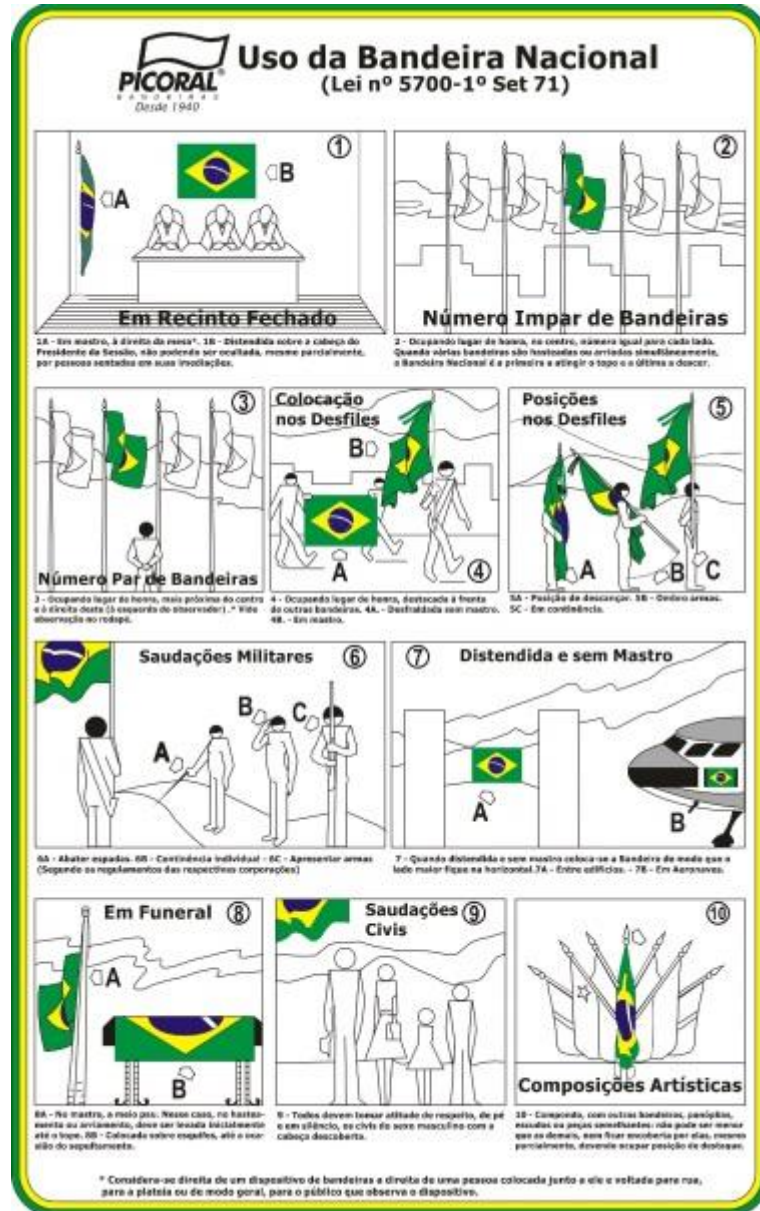 PICORAL®
BANDEIRAS
Desde 1940
Uso da Bandeira Nacional
(Lei nº 5700-1º Set 71)
1
A
B
Em Recinto Fechado
1A - Em mastro, à direita da mesa*. 1B - Distendida sobre a cabeça do
Presidente da Sessão, não podendo ser ocultada, mesmo parcialmente,
por pessoas sentadas em suas imediações.
2
Número Impar de Bandeiras
2 - Ocupando lugar de honra, no centro, número igual para cada lado.
Quando várias bandeiras são hasteadas ou arriadas simultâneamente,
a Bandeira Nacional é a primeira a atingir o topo e a última a descer.
3
Número Par de Bandeiras
3 - Ocupando lugar de honra, mais próxima do centro
e à direita deste (à esquerda do observador).* Vide
observação no rodapé.
Colocação
nos Desfiles
B
A
4
4 - Ocupando lugar de honra, destacada à frente
de outras bandeiras. 4A. - Desfraldada sem mastro.
4B. - Em mastro.
Posições
nos Desfiles
5
A
B
C
5A - Posição de descançar. 5B - Ombro armas.
5C - Em continência.
Saudações Militares
6
A
B
C
6A - Abater espadas. 6B - Continência individual - 6C - Apresentar armas
(Segundo os regulamentos das respectivas corporações)
7
Distendida e sem Mastro
A
B
7 - Quando distendida e sem mastro coloca-se a Bandeira de modo que o
lado maior fique na horizontal.7A - Entre edifícios. - 7B - Em Aeronaves.
Em Funeral
8
A
B
8A - No mastro, a meio pau. Nesse caso, no hastea-
mento ou arriamento, deve ser levada inicialmente
até o topo. 8B - Colocada sobre esquifes, até a oca-
sião do sepultamento.
Saudações
Civis
9
9 - Todos devem tomar atitude de respeito, de pé
e em silêncio, os civis do sexo masculino com a
cabeça descoberta.
10
Composições Artísticas
10 - Compondo, com outras bandeiras, panóplias,
escudos ou peças semelhantes: não pode ser menor
que as demais, nem ficar encoberta por elas, mesmo
parcialmente, devendo ocupar posição de destaque.
* Considera-se direita de um dispositivo de bandeiras a direita de uma pessoa colocada junto a ele e voltada para rua,
para a plateia ou de modo geral, para o público que observa o dispositivo.